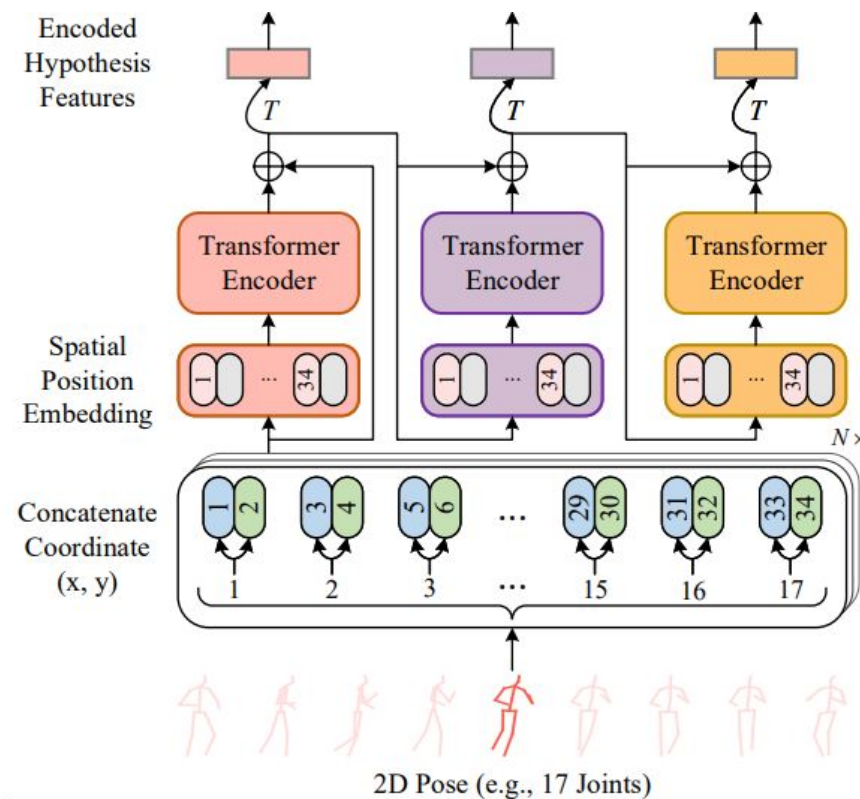 Encoded
Hypothesis
Features
T
T
T
Transformer
Encoder
Transformer
Encoder
Transformer
Encoder
Spatial
Position
Embedding
1 ... 34
1 ... 34
1 ... 34
N×
Concatenate
Coordinate
(x, y)
1 2 3 4 5 6 ... 29 30 31 32 33 34
1 2 3 ... 15 16 17
2D Pose (e.g., 17 Joints)